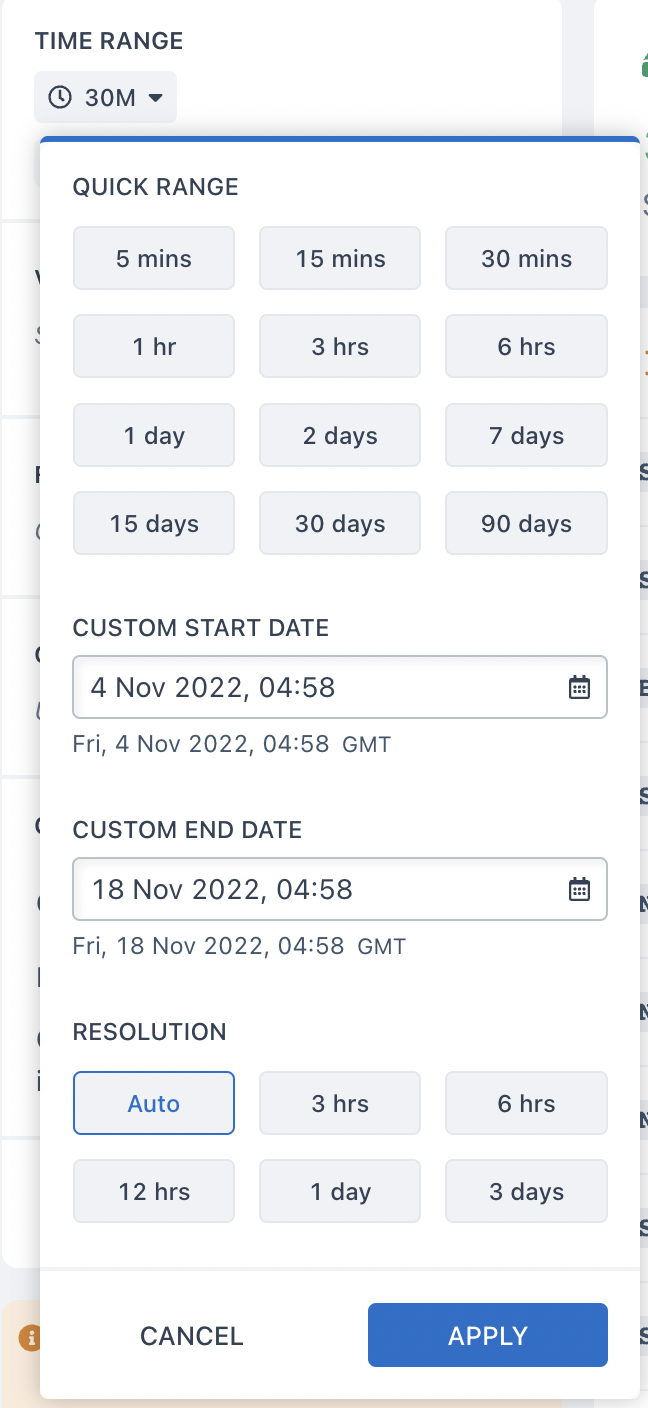 TIME RANGE
30M
QUICK RANGE
5 mins 15 mins 30 mins
1 hr 3 hrs 6 hrs
1 day 2 days 7 days
15 days 30 days 90 days
CUSTOM START DATE
4 Nov 2022, 04:58
Fri, 4 Nov 2022, 04:58 GMT
CUSTOM END DATE
18 Nov 2022, 04:58
Fri, 18 Nov 2022, 04:58 GMT
RESOLUTION
Auto 3 hrs 6 hrs
12 hrs 1 day 3 days
CANCEL APPLY